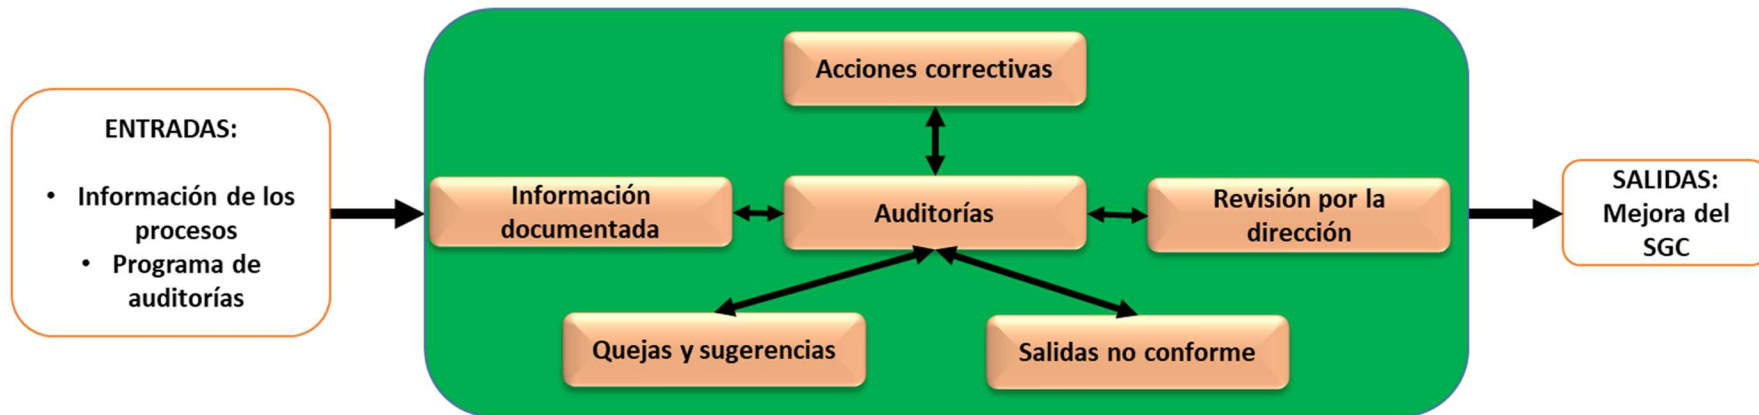 ENTRADAS:
• Información de los
procesos
• Programa de
auditorías
Acciones correctivas
Información
documentada
Auditorías
Revisión por la
dirección
Quejas y sugerencias
Salidas no conforme
SALIDAS:
Mejora del
SGC